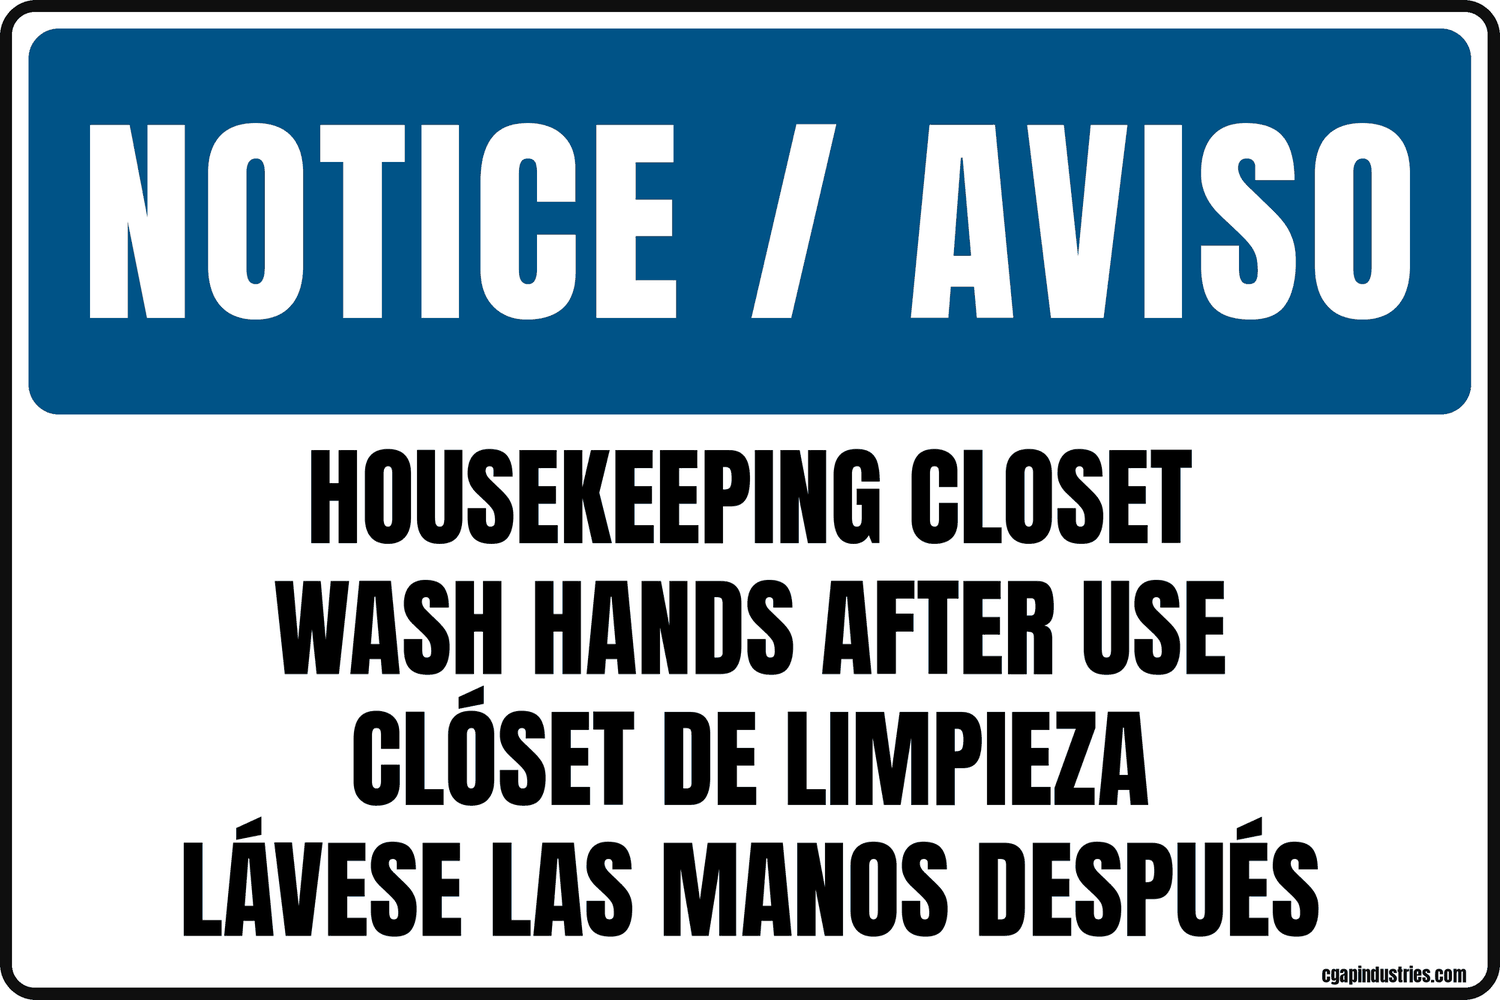 NOTICE / AVISO
HOUSEKEEPING CLOSET
WASH HANDS AFTER USE
CLÓSET DE LIMPIEZA
LÁVESE LAS MANOS DESPUÉS
cgapindustries.com